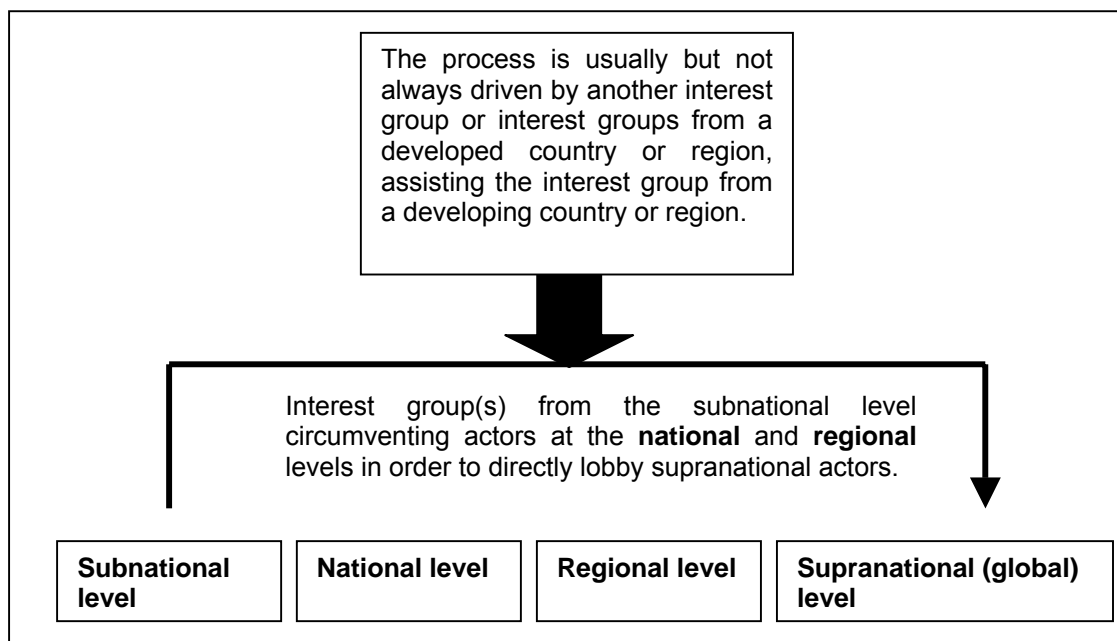 The process is usually but not
always driven by another interest
group or interest groups from a
developed country or region,
assisting the interest group from
a developing country or region.
Interest group(s) from the subnational level
circumventing actors at the national and regional
levels in order to directly lobby supranational actors.
Subnational
level
National level
Regional level
Supranational (global)
level